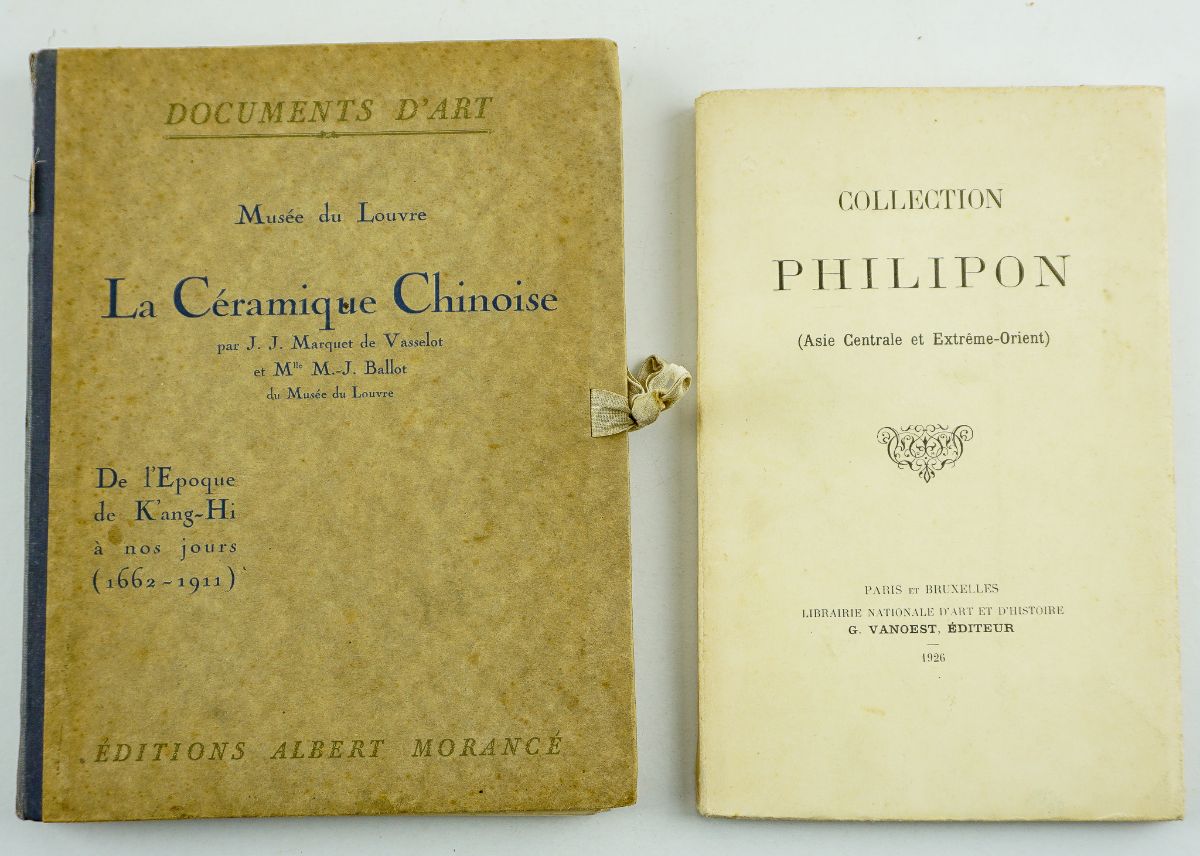 DOCUMENTS D'ART
Musée du Louvre
La Céramique Chinoise
par J. J. Marquet de Vasselot
et Mlle M.-J. Ballot
du Musée du Louvre
De l'Epoque
de K'ang-Hi
à nos jours
(1662-1911)
ÉDITIONS ALBERT MORANCÉ
COLLECTION
PHILIPON
(Asie Centrale et Extrême-Orient)
PARIS ET BRUXELLES
LIBRAIRIE NATIONALE D'ART ET D'HISTOIRE
G. VANOEST, ÉDITEUR
1926